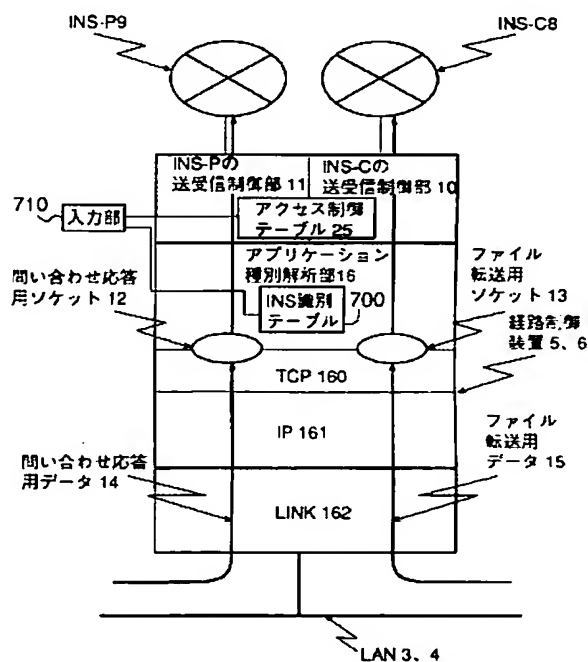 INS-P9
INS-C8
INS-Pの
送受信制御部 11
INS-Cの
送受信制御部 10
710
入力部
アクセス制御
テーブル 25
問い合わせ応答
用ソケット 12
アプリケーション
種別解析部16
INS識別
テーブル
700
ファイル
転送用
ソケット 13
経路制御
装置 5、6
TCP 160
IP 161
問い合わせ応答
用データ 14
ファイル
転送用
データ 15
LINK 162
LAN 3、4